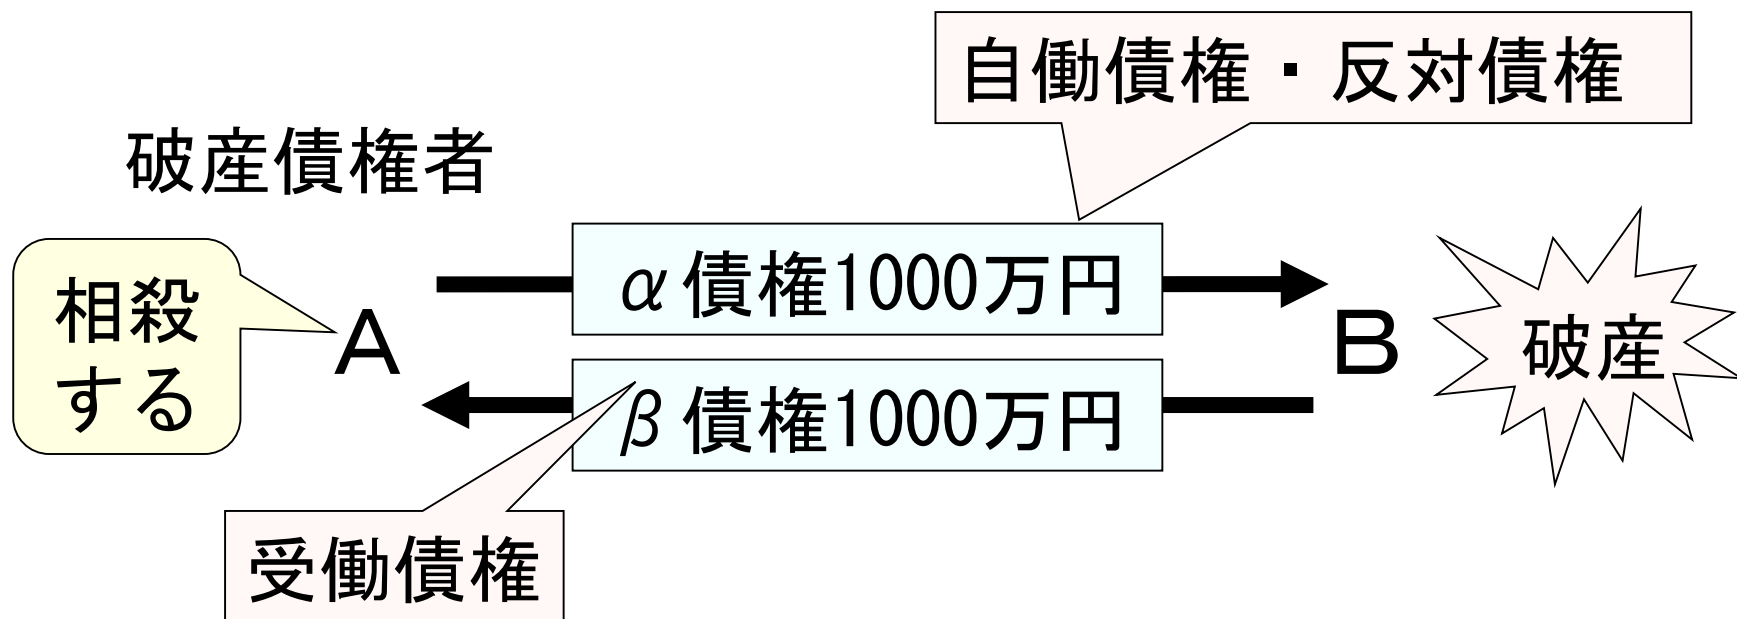 自働債権・反対債権
破産債権者
α債権1000万円
相殺
する
A
B
破産
β債権1000万円
受働債権